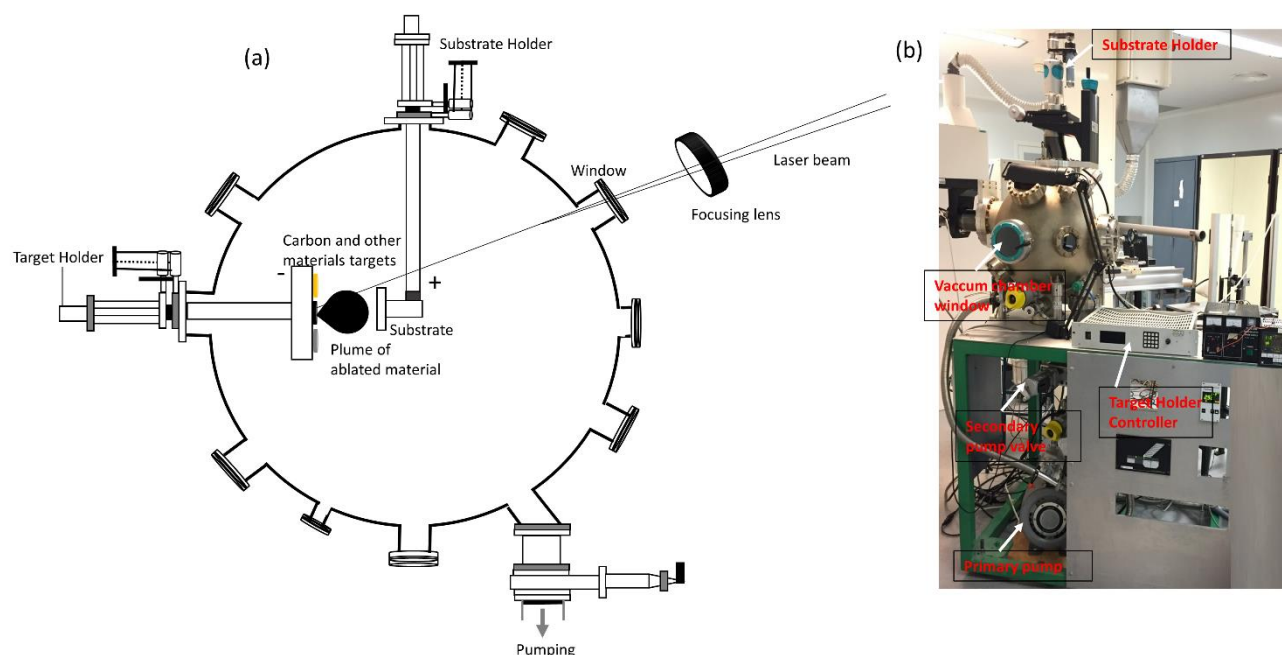 (a)
Substrate Holder
Window
Laser beam
Focusing lens
Carbon and other
materials targets
Target Holder
-
+
Substrate
Plume of
ablated material
Pumping
(b)
Substrate Holder
Vaccum chamber
window
Target Holder
Controller
Secondary
pump valve
Primary pump